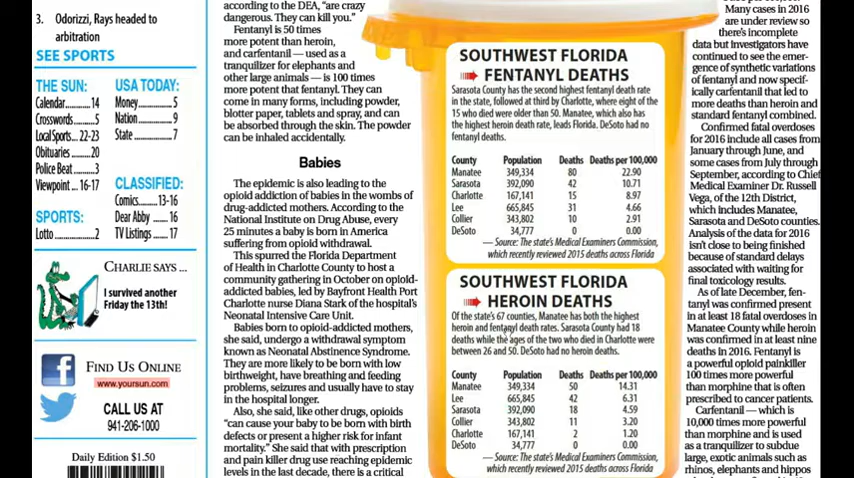 3. Odorizzi, Rays headed to
arbitration
SEE SPORTS
THE SUN:
Calendar............14
Crosswords.........5
Local Sports... 22-23
Obituaries .........20
Police Beat ..........3
Viewpoint ... 16-17
SPORTS:
Lotto .....................2
USA TODAY:
Money ..............5
Nation ...............9
State ..................7
CLASSIFIED:
Comics..........13-16
Dear Abby ....... 16
TV Listings ...... 17
CHARLIE SAYS ...
I survived another
Friday the 13th!
FIND US ONLINE
www.yoursun.com
CALL US AT
941-206-1000
Daily Edition $1.50
according to the DEA, “are crazy
dangerous. They can kill you.”
Fentanyl is 50 times
more potent than heroin,
and carfentanil — used as a
tranquilizer for elephants and
other large animals — is 100 times
more potent that fentanyl. They can
come in many forms, including powder,
blotter paper, tablets and spray, and can
be absorbed through the skin. The powder
can be inhaled accidentally.
Babies
The epidemic is also leading to the
opioid addiction of babies in the wombs of
drug-addicted mothers. According to the
National Institute on Drug Abuse, every
25 minutes a baby is born in America
suffering from opioid withdrawal.
This spurred the Florida Department
of Health in Charlotte County to host a
community gathering in October on opioid-
addicted babies, led by Bayfront Health Port
Charlotte nurse Diana Stark of the hospital's
Neonatal Intensive Care Unit.
Babies born to opioid-addicted mothers,
she said, undergo a withdrawal symptom
known as Neonatal Abstinence Syndrome.
They are more likely to be born with low
birthweight, have breathing and feeding
problems, seizures and usually have to stay
in the hospital longer.
Also, she said, like other drugs, opioids
“can cause your baby to be born with birth
defects or present a higher risk for infant
mortality.” She said that with prescription
and pain killer drug use reaching epidemic
levels in the last decade, there is a critical
SOUTHWEST FLORIDA
FENTANYL DEATHS
Sarasota County has the second highest fentanyl death rate
in the state, followed at third by Charlotte, where eight of the
15 who died were older than 50. Manatee, which also has
the highest heroin death rate, leads Florida. DeSoto had no
fentanyl deaths.
County Population Deaths Deaths per 100,000
Manatee 349,334 80 22.90
Sarasota 392,090 42 10.71
Charlotte 167,141 15 8.97
Lee 665,845 31 4.66
Collier 343,802 10 2.91
DeSoto 34,777 0 0.00
— Source: The state's Medical Examiners Commission,
which recently reviewed 2015 deaths across Florida
SOUTHWEST FLORIDA
HEROIN DEATHS
Of the state's 67 counties, Manatee has both the highest
heroin and fentanyl death rates. Sarasota County had 18
deaths while the ages of the two who died in Charlotte were
between 26 and 50. DeSoto had no heroin deaths.
County Population Deaths Deaths per 100,000
Manatee 349,334 50 14.31
Lee 665,845 42 6.31
Sarasota 392,090 18 4.59
Collier 343,802 11 3.20
Charlotte 167,141 2 1.20
DeSoto 34,777 0 0.00
— Source: The state's Medical Examiners Commission,
which recently reviewed 2015 deaths across Florida
Many cases in 2016
are under review so
there's incomplete
data but investigators have
continued to see the emer-
gence of synthetic variations
of fentanyl and now specif-
ically carfentanil that led to
more deaths than heroin and
standard fentanyl combined.
Confirmed fatal overdoses
for 2016 include all cases from
January through June, and
some cases from July through
September, according to Chief
Medical Examiner Dr. Russell
Vega, of the 12th District,
which includes Manatee,
Sarasota and DeSoto counties.
Analysis of the data for 2016
isn't close to being finished
because of standard delays
associated with waiting for
final toxicology results.
As of late December, fen-
tanyl was confirmed present
in at least 18 fatal overdoses in
Manatee County while heroin
was confirmed in at least nine
deaths in 2016. Fentanyl is
a powerful opioid painkiller
100 times more powerful
than morphine that is often
prescribed to cancer patients.
Carfentanil — which is
10,000 times more powerful
than morphine and is used
as a tranquilizer to subdue
large, exotic animals such as
rhinos, elephants and hippos